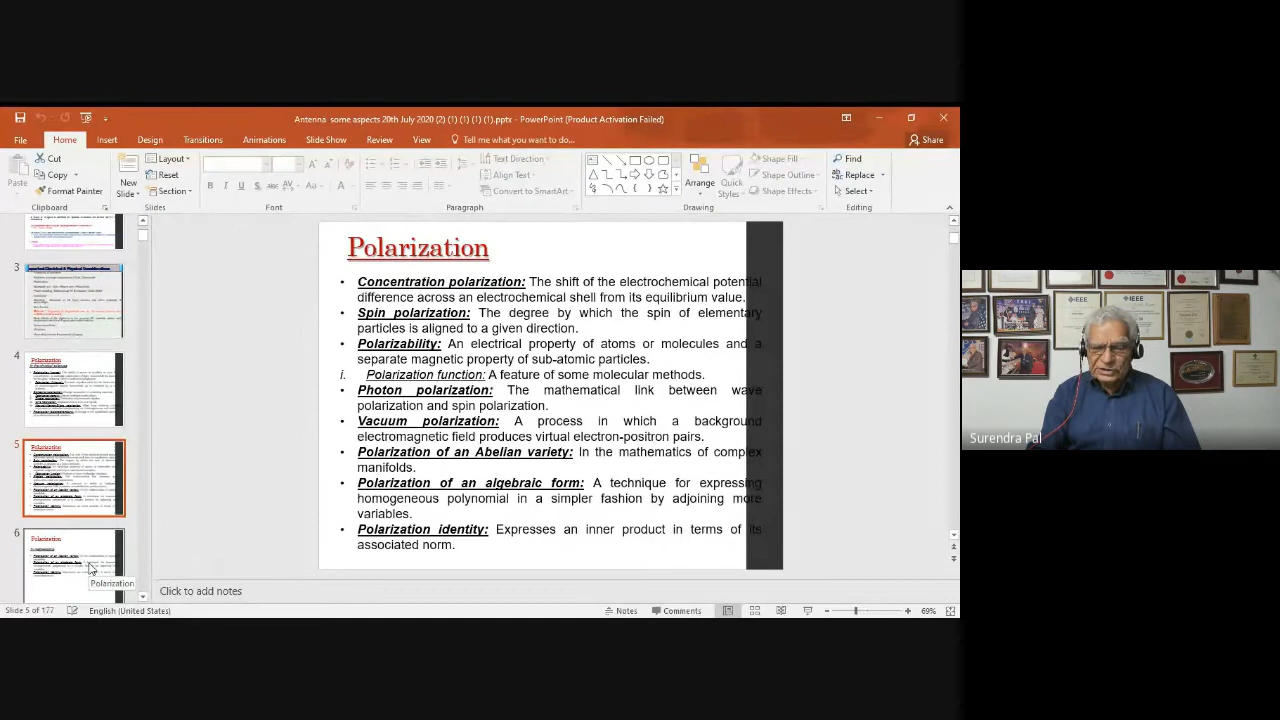 Antenna some aspects 20th July 2020 (2) (1) (1) (1) (1).pptx - PowerPoint (Product Activation Failed)
File Home Insert Design Transitions Animations Slide Show Review View Tell me what you want to do... Share
Cut
Copy
Format Painter
Paste
Clipboard
New Slide
Layout
Reset
Section
Slides
Font
Text Direction
Align Text
Convert to SmartArt
Paragraph
Arrange
Quick Styles
Shape Fill
Shape Outline
Shape Effects
Drawing
Find
Replace
Select
Editing
3
4
Polarization
5
Polarization
6
Polarization
Polarization
Polarization
• Concentration polarization: The shift of the electrochemical potential
difference across an electrochemical cell from its equilibrium value.
• Spin polarization: The degree by which the spin of elementary
particles is aligned to a given direction.
• Polarizability: An electrical property of atoms or molecules and a
separate magnetic property of sub-atomic particles.
i. Polarization function: A feature of some molecular methods.
• Photon polarization: The mathematical link between wave
polarization and spin polarization.
• Vacuum polarization: A process in which a background
electromagnetic field produces virtual electron-positron pairs.
• Polarization of an in the mathematics of complex
manifolds.
• Polarization of an algebraic form: A technique for expressing
homogeneous polynomial in a simpler fashion by adjoining more
variables.
• Polarization identity: Expresses an inner product in terms of its
associated norm.
Click to add notes
Slide 5 of 177 English (United States) Notes Comments 69%
IEEE
IEEE
Surendra Pal